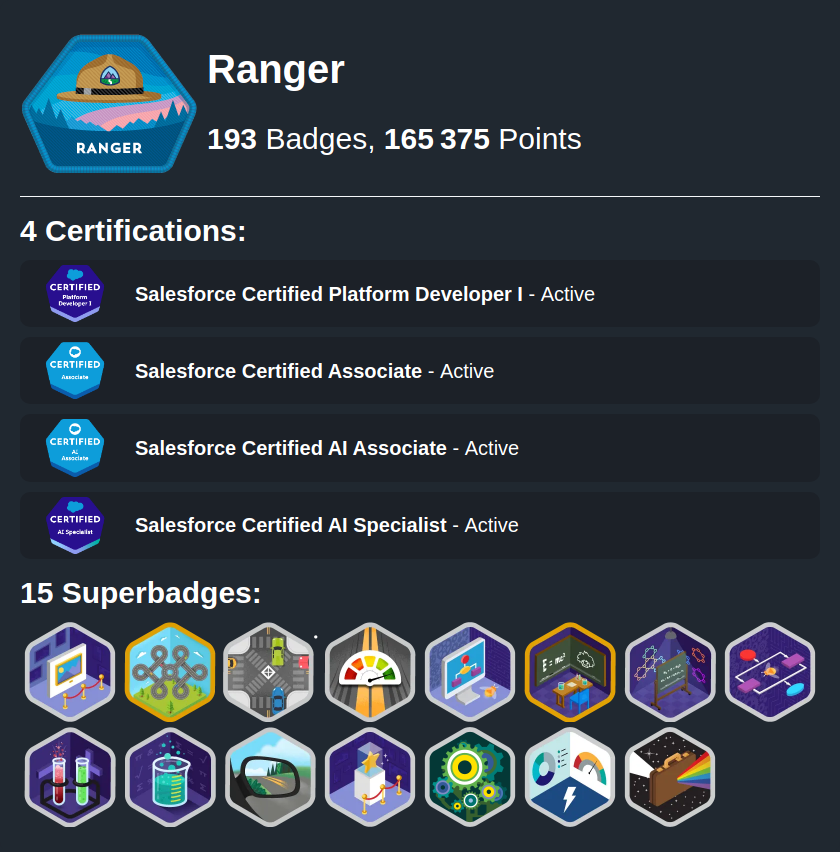 RANGER
Ranger
193 Badges, 165 375 Points
4 Certifications:
CERTIFIED
Platform
Developer I
Salesforce Certified Platform Developer I - Active
CERTIFIED
Associate
Salesforce Certified Associate - Active
CERTIFIED
AI
Associate
Salesforce Certified AI Associate - Active
CERTIFIED
AI Specialist
Salesforce Certified AI Specialist - Active
15 Superbadges:
E=mc²